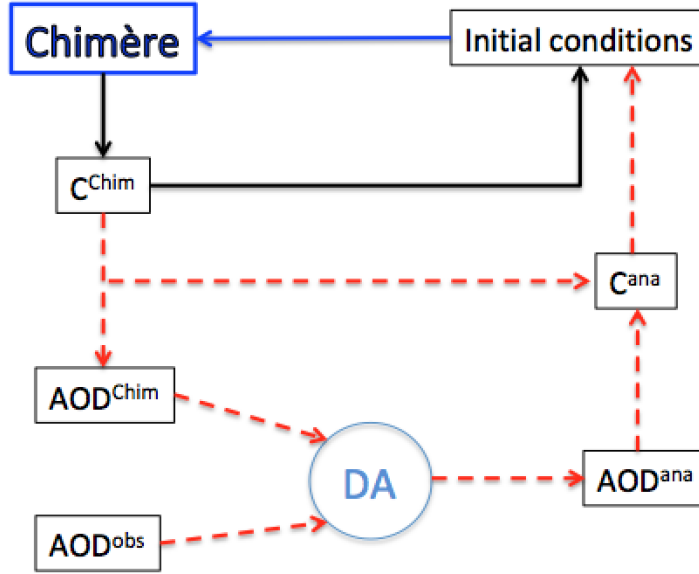 Chimère
Initial conditions
C^Chim
C^ana
AOD^Chim
DA
AOD^ana
AOD^obs